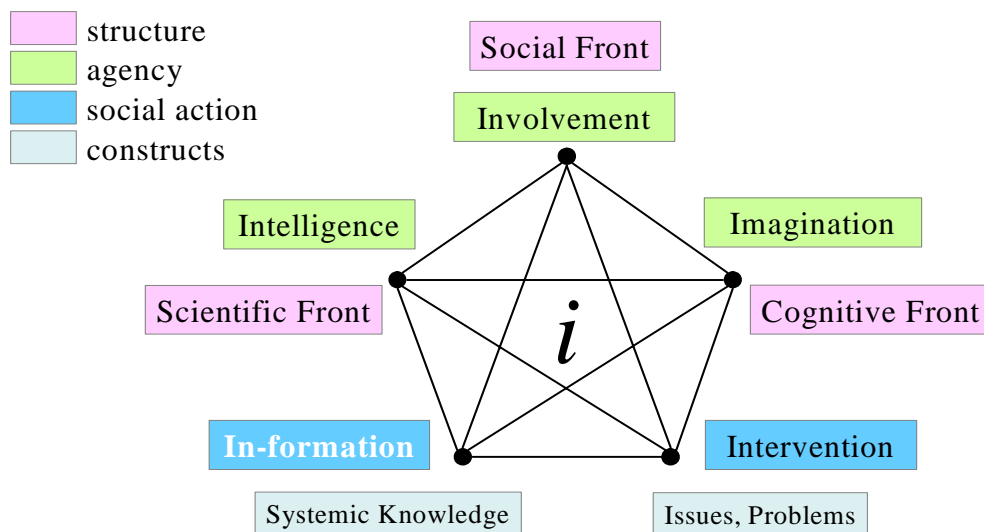 structure
agency
social action
constructs
Social Front
Involvement
Intelligence
Imagination
Scientific Front
i
Cognitive Front
In-formation
Intervention
Systemic Knowledge
Issues, Problems